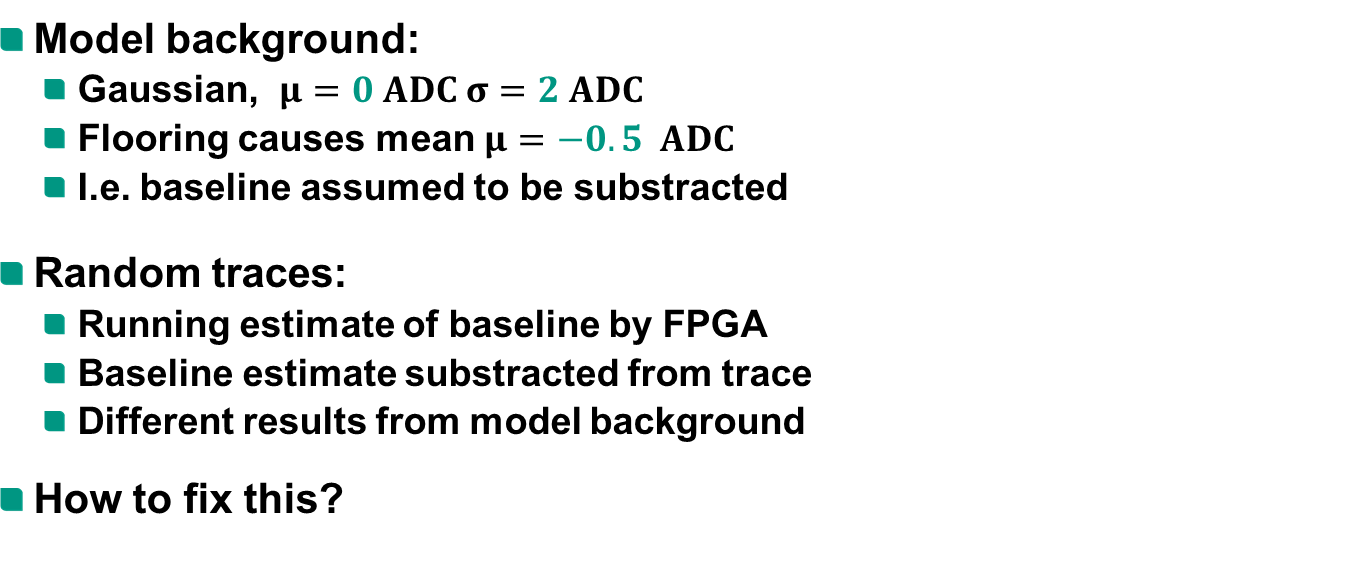 Model background:
Gaussian, μ = 0 ADC σ = 2 ADC
Flooring causes mean μ = −0.5 ADC
I.e. baseline assumed to be substracted
Random traces:
Running estimate of baseline by FPGA
Baseline estimate substracted from trace
Different results from model background
How to fix this?